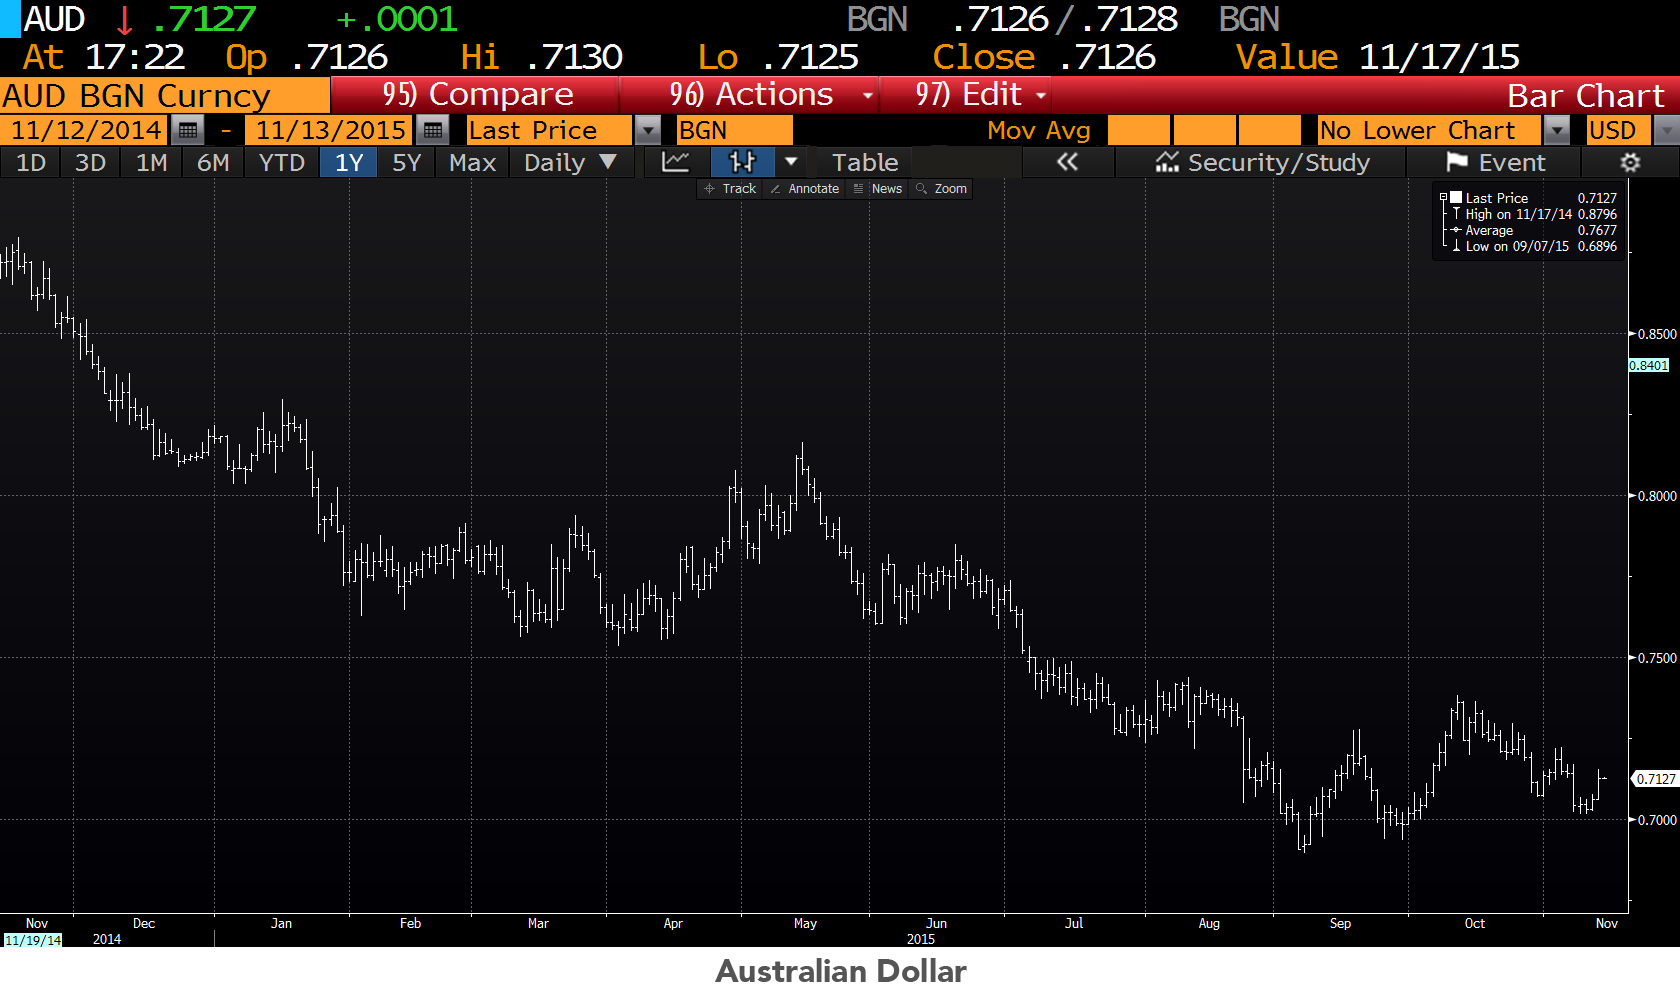 AUD ↓ .7127 +.0001 BGN .7126 / .7128 BGN
At 17:22 Op .7126 Hi .7130 Lo .7125 Close .7126 Value 11/17/15
AUD BGN Curncy 95) Compare 96) Actions 97) Edit Bar Chart
11/12/2014 - 11/13/2015 Last Price BGN Mov Avg No Lower Chart USD
1D 3D 1M 6M YTD 1Y 5Y Max Daily ▼ Table « Security/Study Event
Track Annotate News Zoom
Last Price 0.7127
High on 11/17/14 0.8796
Average 0.7677
Low on 09/07/15 0.6896
0.8500
0.8401
0.8000
0.7500
0.7127
0.7000
Nov Dec Jan Feb Mar Apr May Jun Jul Aug Sep Oct Nov
11/19/14 2014 2015
Australian Dollar